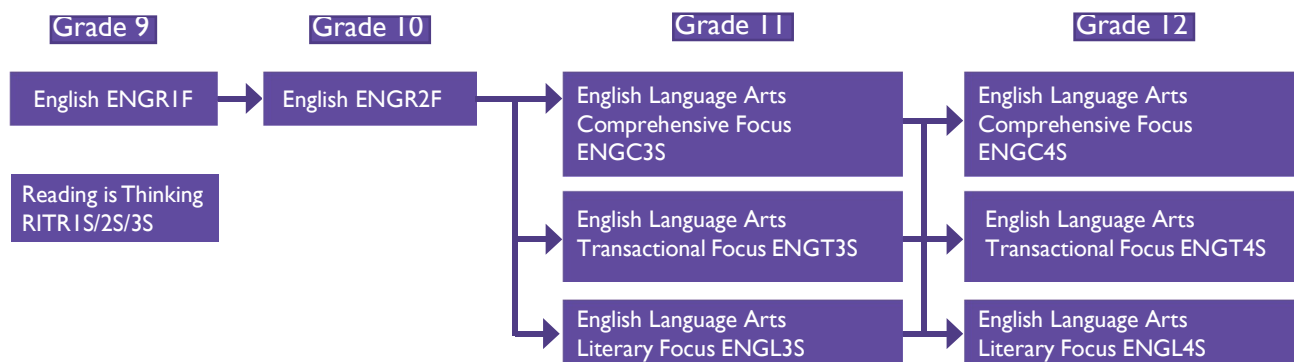 Grade 9
Grade 10
Grade 11
Grade 12
English ENGR1F
English ENGR2F
English Language Arts
Comprehensive Focus
ENGC3S
English Language Arts
Comprehensive Focus
ENGC4S
Reading is Thinking
RITR1S/2S/3S
English Language Arts
Transactional Focus ENGT3S
English Language Arts
Transactional Focus ENGT4S
English Language Arts
Literary Focus ENGL3S
English Language Arts
Literary Focus ENGL4S